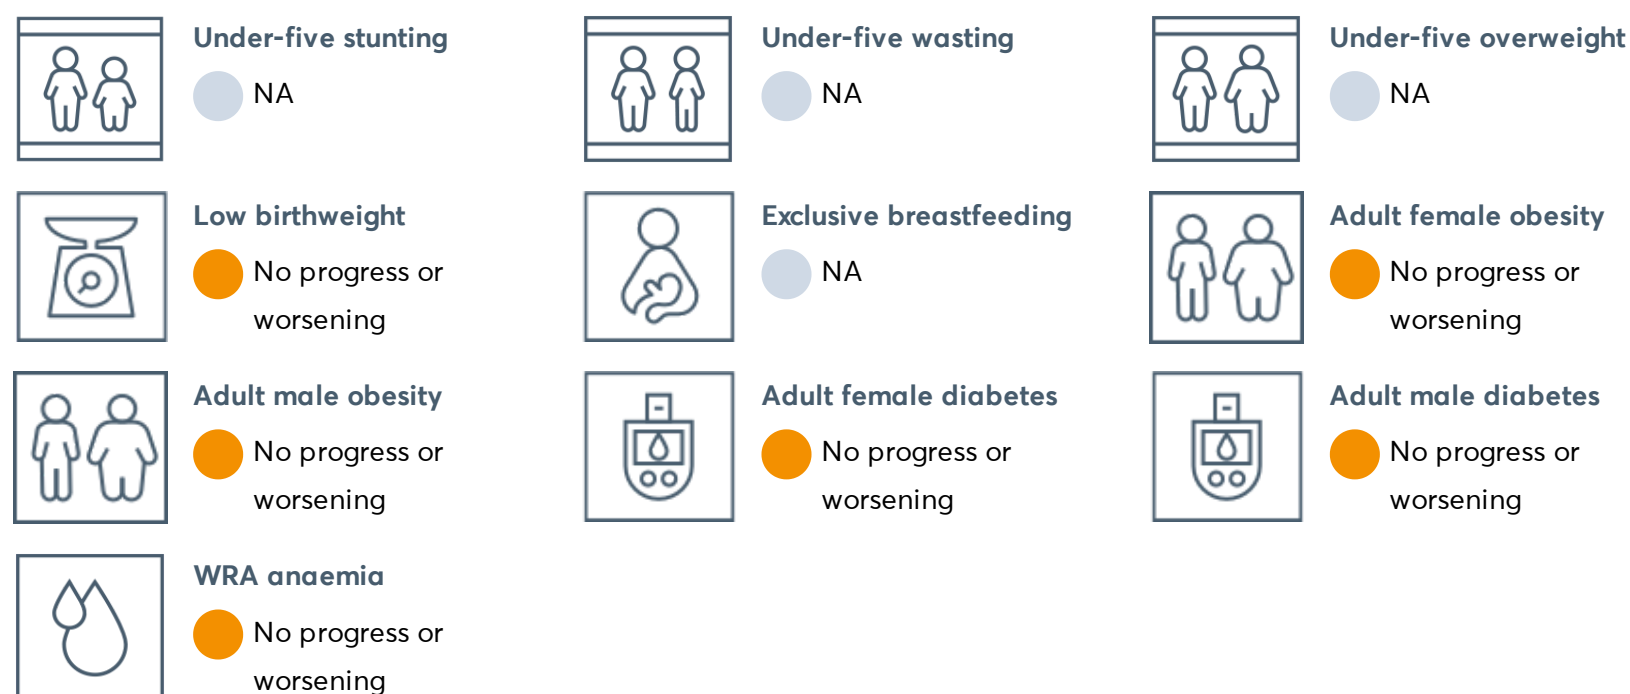 Under-five stunting
NA
Under-five wasting
NA
Under-five overweight
NA
Low birthweight
No progress or
worsening
Exclusive breastfeeding
NA
Adult female obesity
No progress or
worsening
Adult male obesity
No progress or
worsening
Adult female diabetes
No progress or
worsening
Adult male diabetes
No progress or
worsening
WRA anaemia
No progress or
worsening